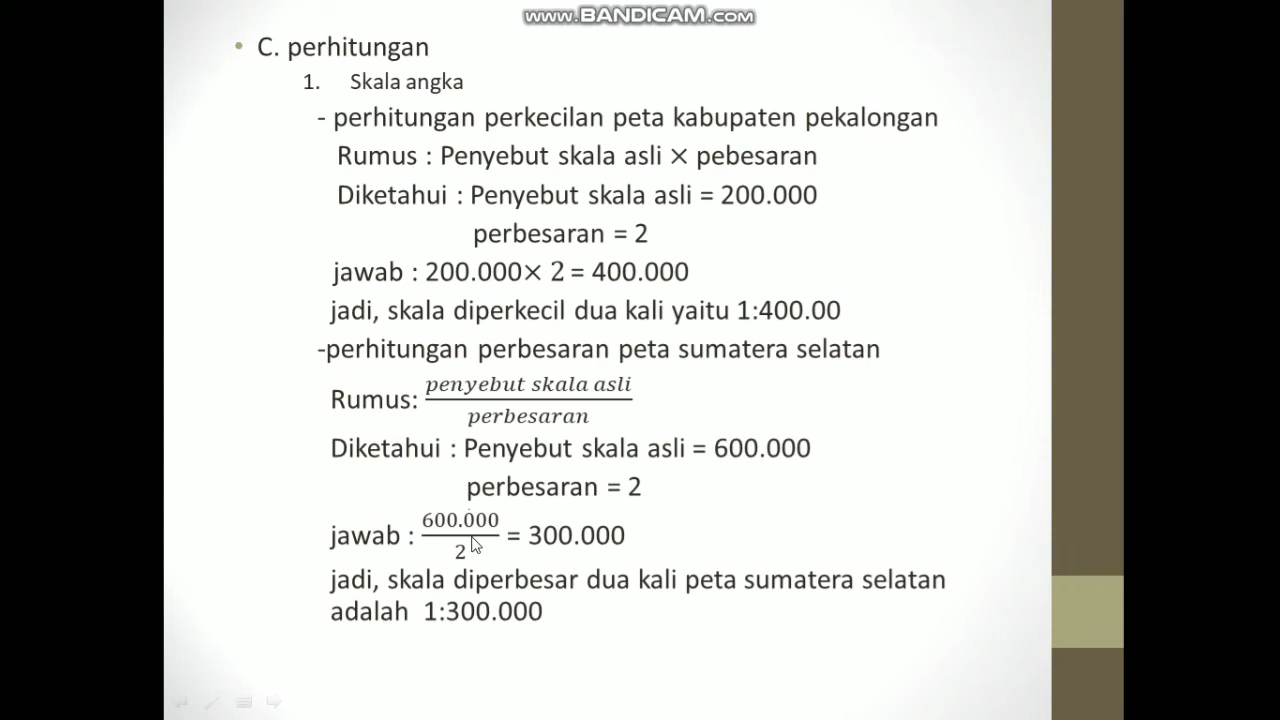 www.BANDICAM.com
• C. perhitungan
1. Skala angka
- perhitungan perkecilan peta kabupaten pekalongan
Rumus : Penyebut skala asli × pebesaran
Diketahui : Penyebut skala asli = 200.000
perbesaran = 2
jawab : 200.000× 2 = 400.000
jadi, skala diperkecil dua kali yaitu 1:400.00
-perhitungan perbesaran peta sumatera selatan
Rumus: penyebut skala asli / perbesaran
Diketahui : Penyebut skala asli = 600.000
perbesaran = 2
jawab : 600.000 / 2 = 300.000
jadi, skala diperbesar dua kali peta sumatera selatan
adalah 1:300.000